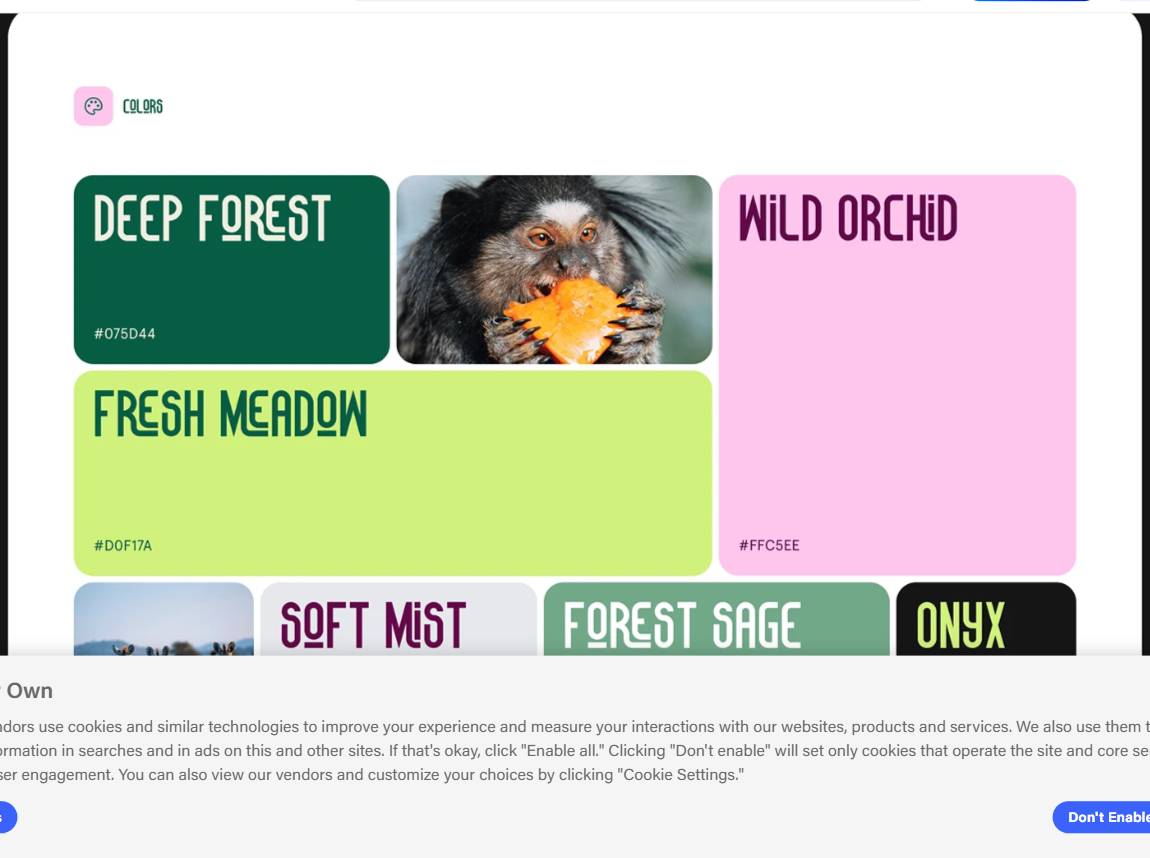 COLORS
DEEP FOREST
#075D44
WILD ORCHID
FRESH MEADOW
#D0F17A
#FFC5EE
SOFT MIST
FOREST SAGE
ONYX
Own
ndors use cookies and similar technologies to improve your experience and measure your interactions with our websites, products and services. We also use them t
ormation in searches and in ads on this and other sites. If that's okay, click "Enable all." Clicking "Don't enable" will set only cookies that operate the site and core se
ser engagement. You can also view our vendors and customize your choices by clicking "Cookie Settings."
s
Don't Enable